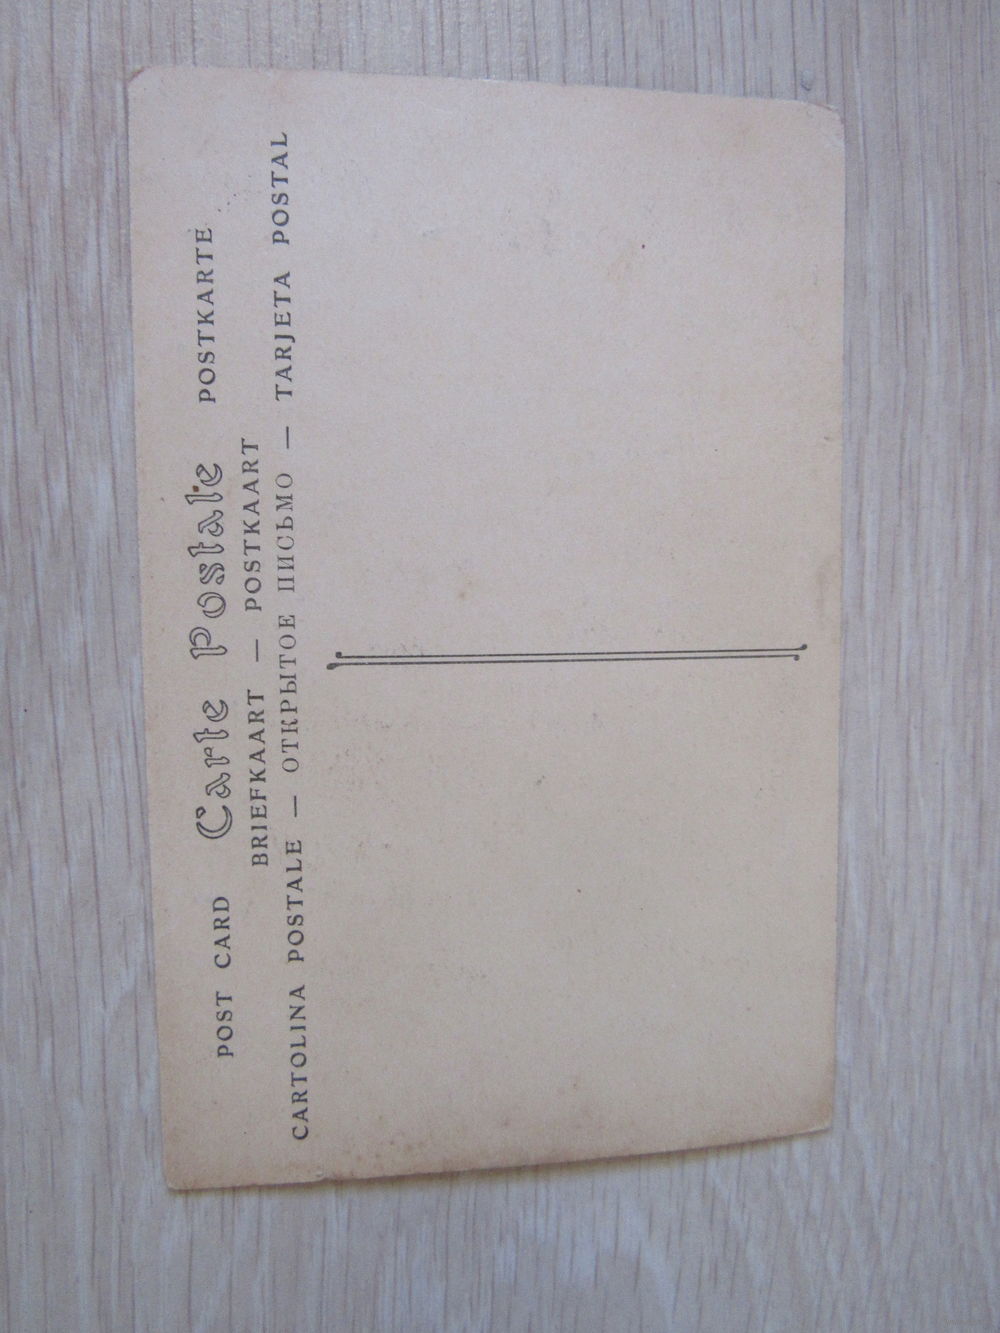 POST CARD Carte Postale POSTKARTE
BRIEFKAART — POSTKAART
CARTOLINA POSTALE — ОТКРЫТОЕ ПИСЬМО — TARJETA POSTAL